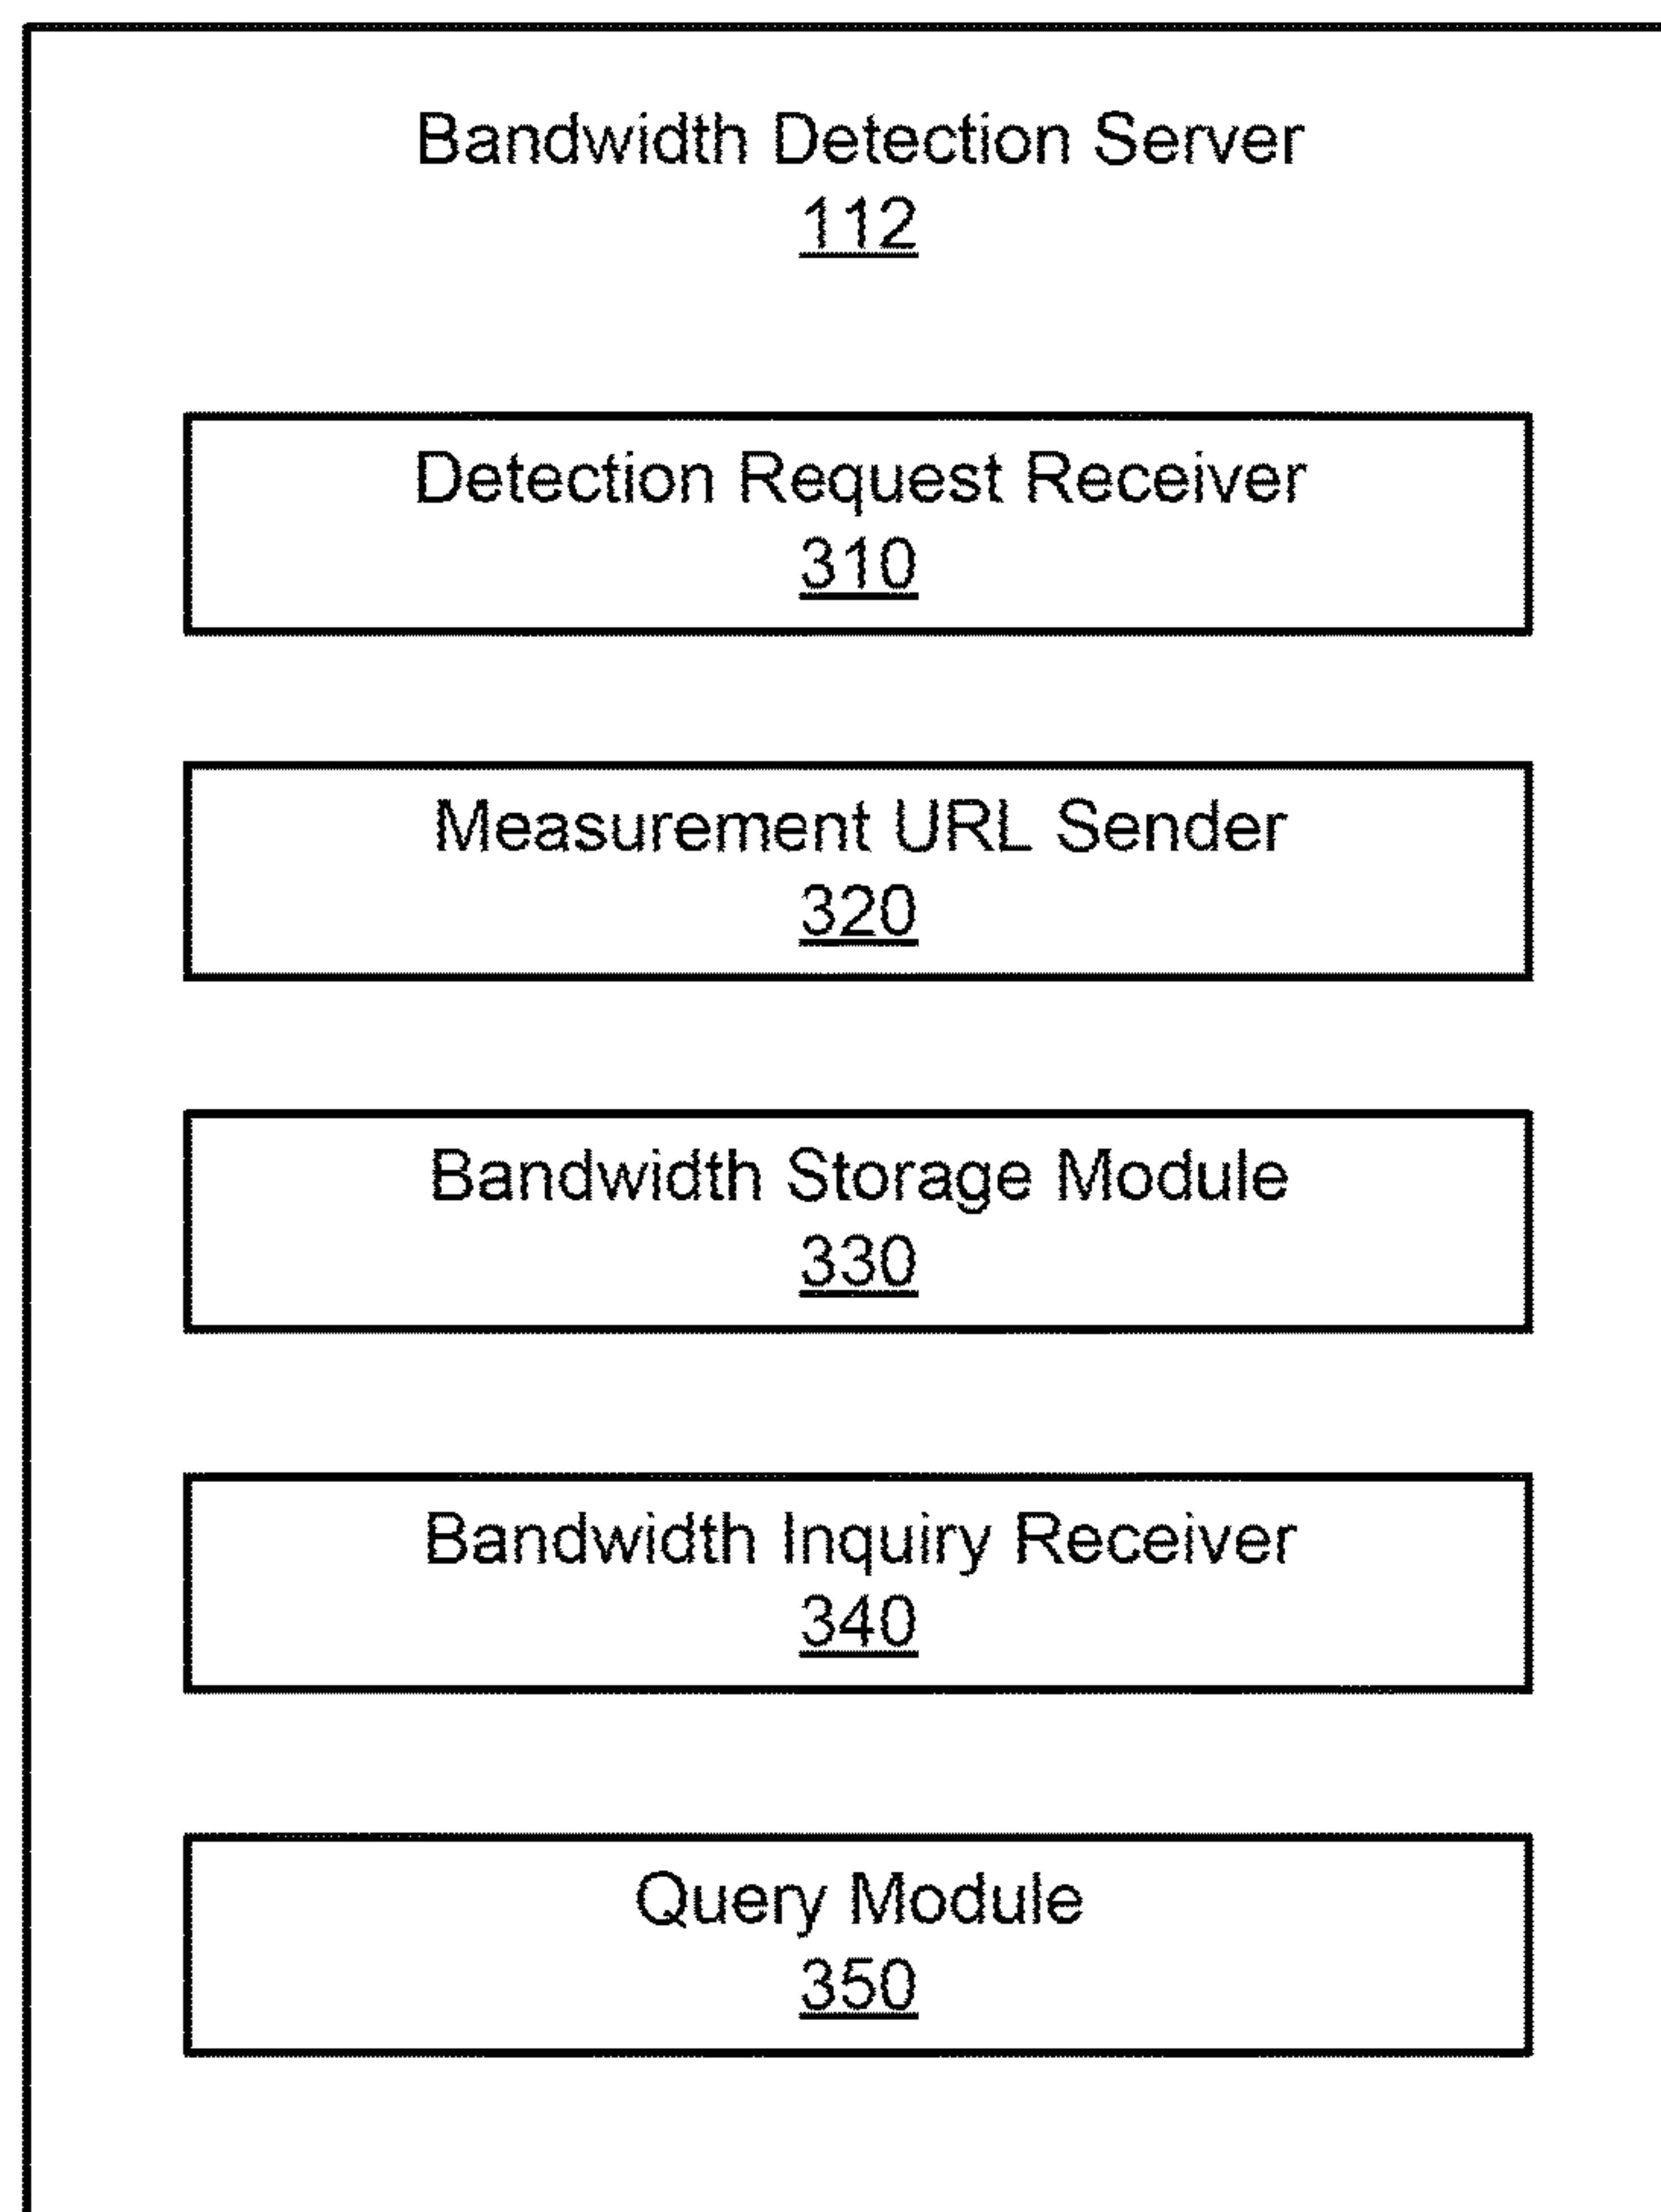 Bandwidth Detection Server
112
Detection Request Receiver
310
Measurement URL Sender
320
Bandwidth Storage Module
330
Bandwidth Inquiry Receiver
340
Query Module
350